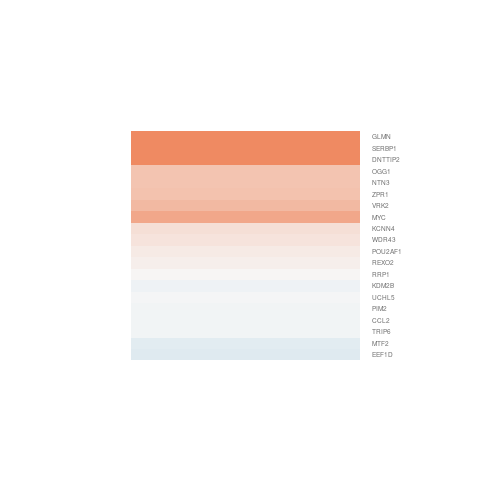 GLMN
SERBP1
DNTTIP2
OGG1
NTN3
ZPR1
VRK2
MYC
KCNN4
WDR43
POU2AF1
REXO2
RRP1
KDM2B
UCHL5
PIM2
CCL2
TRIP6
MTF2
EEF1D